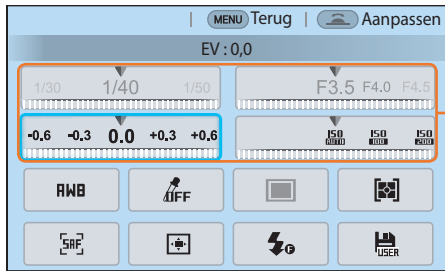 MENU Terug | Aanpassen
EV : 0,0
1/30 1/40 1/50 F3.5 F4.0 F4.5
-0,6 -0,3 0.0 +0,3 +0,6 ISO AUTO ISO 100 ISO 200
AWB OFF
SAF USER